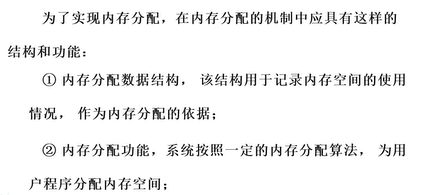 为了实现内存分配，在内存分配的机制中应具有这样的
结构和功能：
① 内存分配数据结构， 该结构用于记录内存空间的使用
情况， 作为内存分配的依据；
② 内存分配功能，系统按照一定的内存分配算法， 为用
户程序分配内存空间；